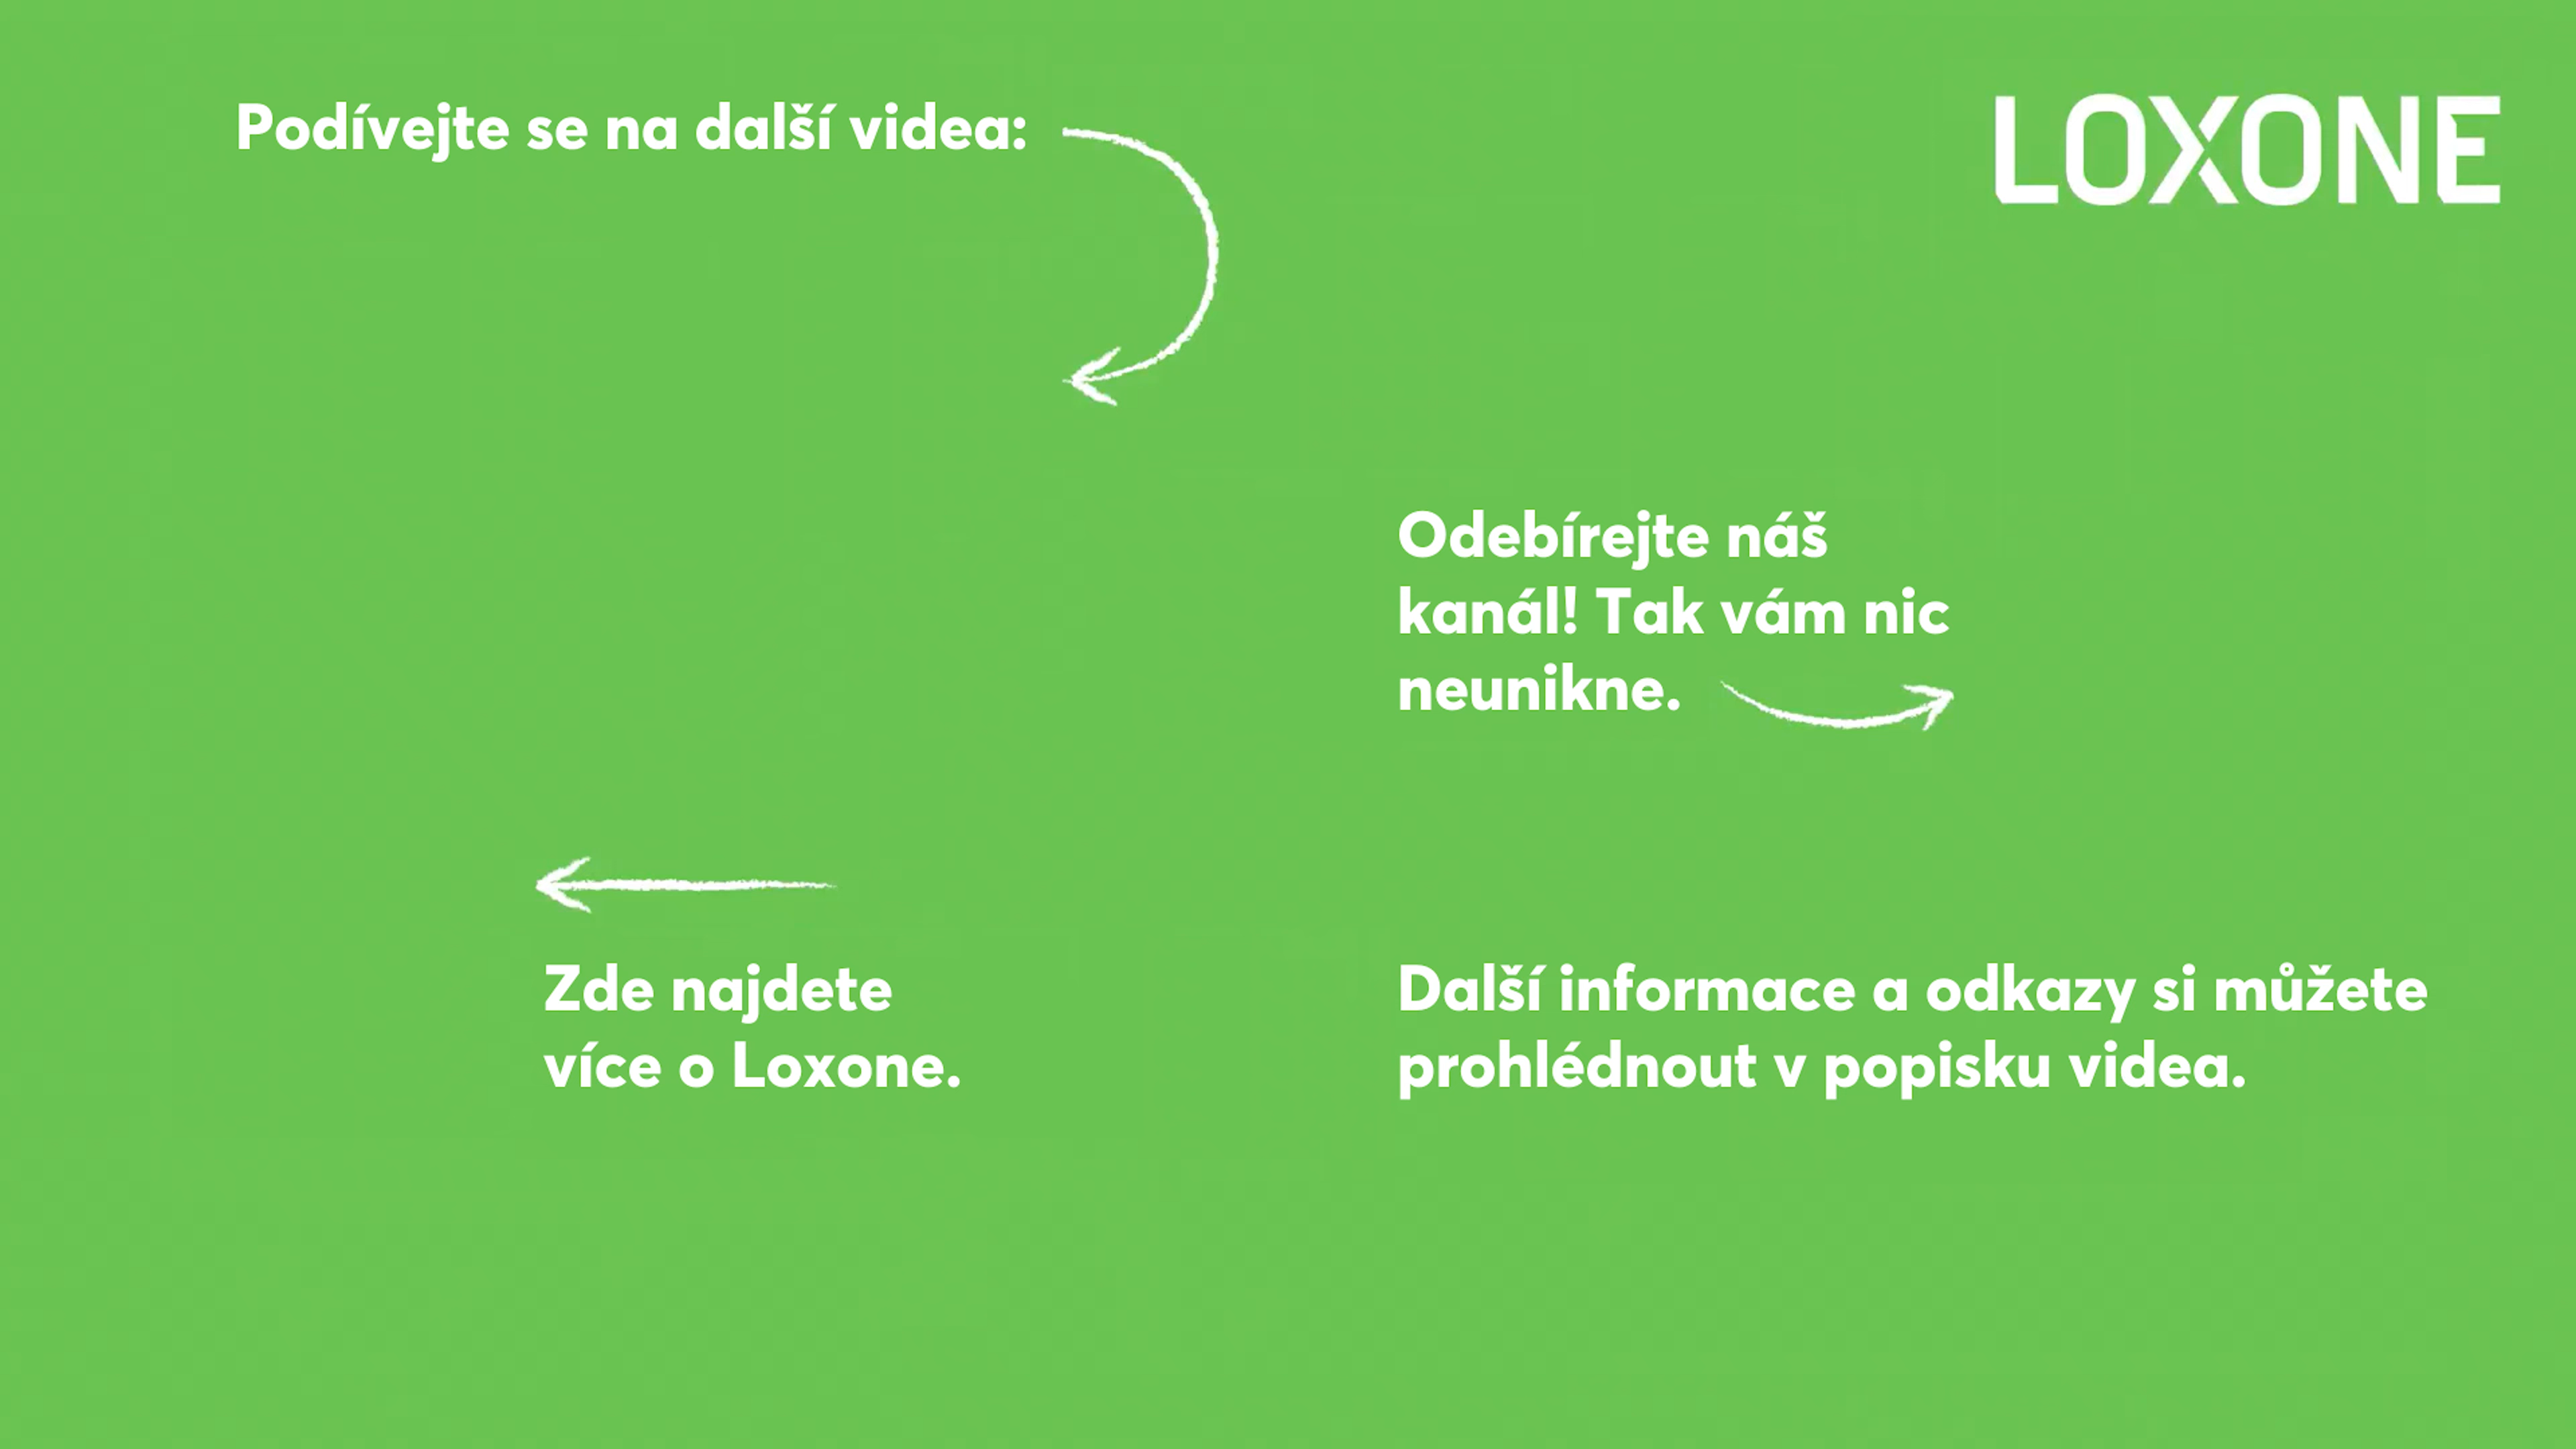 Podívejte se na další videa:
LOXONE
Odebírejte náš
kanál! Tak vám nic
neunikne.
Zde najdete
více o Loxone.
Další informace a odkazy si můžete
prohlédnout v popisku videa.